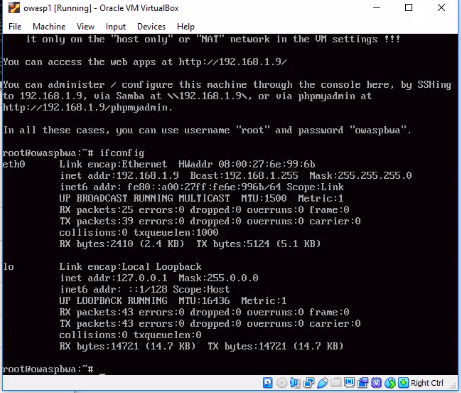 owasp1 [Running] - Oracle VM VirtualBox
File Machine View Input Devices Help
it only on the "host only" or "NAT" network in the VM settings !!!
You can access the web apps at http://192.168.1.9/
You can administer / configure this machine through the console here, by SSHing
to 192.168.1.9, via Samba at \\192.168.1.9\, or via phpmyadmin at
http://192.168.1.9/phpmyadmin.
In all these cases, you can use username "root" and password "owaspbwa".
root@owaspbwa:~# ifconfig
eth0 Link encap:Ethernet HWaddr 08:00:27:6e:99:6b
inet addr:192.168.1.9 Bcast:192.168.1.255 Mask:255.255.255.0
inet6 addr: fe80::a00:27ff:fe6e:996b/64 Scope:Link
UP BROADCAST RUNNING MULTICAST MTU:1500 Metric:1
RX packets:25 errors:0 dropped:0 overruns:0 frame:0
TX packets:39 errors:0 dropped:0 overruns:0 carrier:0
collisions:0 txqueuelen:1000
RX bytes:2410 (2.4 KB) TX bytes:5124 (5.1 KB)
lo Link encap:Local Loopback
inet addr:127.0.0.1 Mask:255.0.0.0
inet6 addr: ::1/128 Scope:Host
UP LOOPBACK RUNNING MTU:16436 Metric:1
RX packets:43 errors:0 dropped:0 overruns:0 frame:0
TX packets:43 errors:0 dropped:0 overruns:0 carrier:0
collisions:0 txqueuelen:0
RX bytes:14721 (14.7 KB) TX bytes:14721 (14.7 KB)
root@owaspbwa:~# _
Right Ctrl